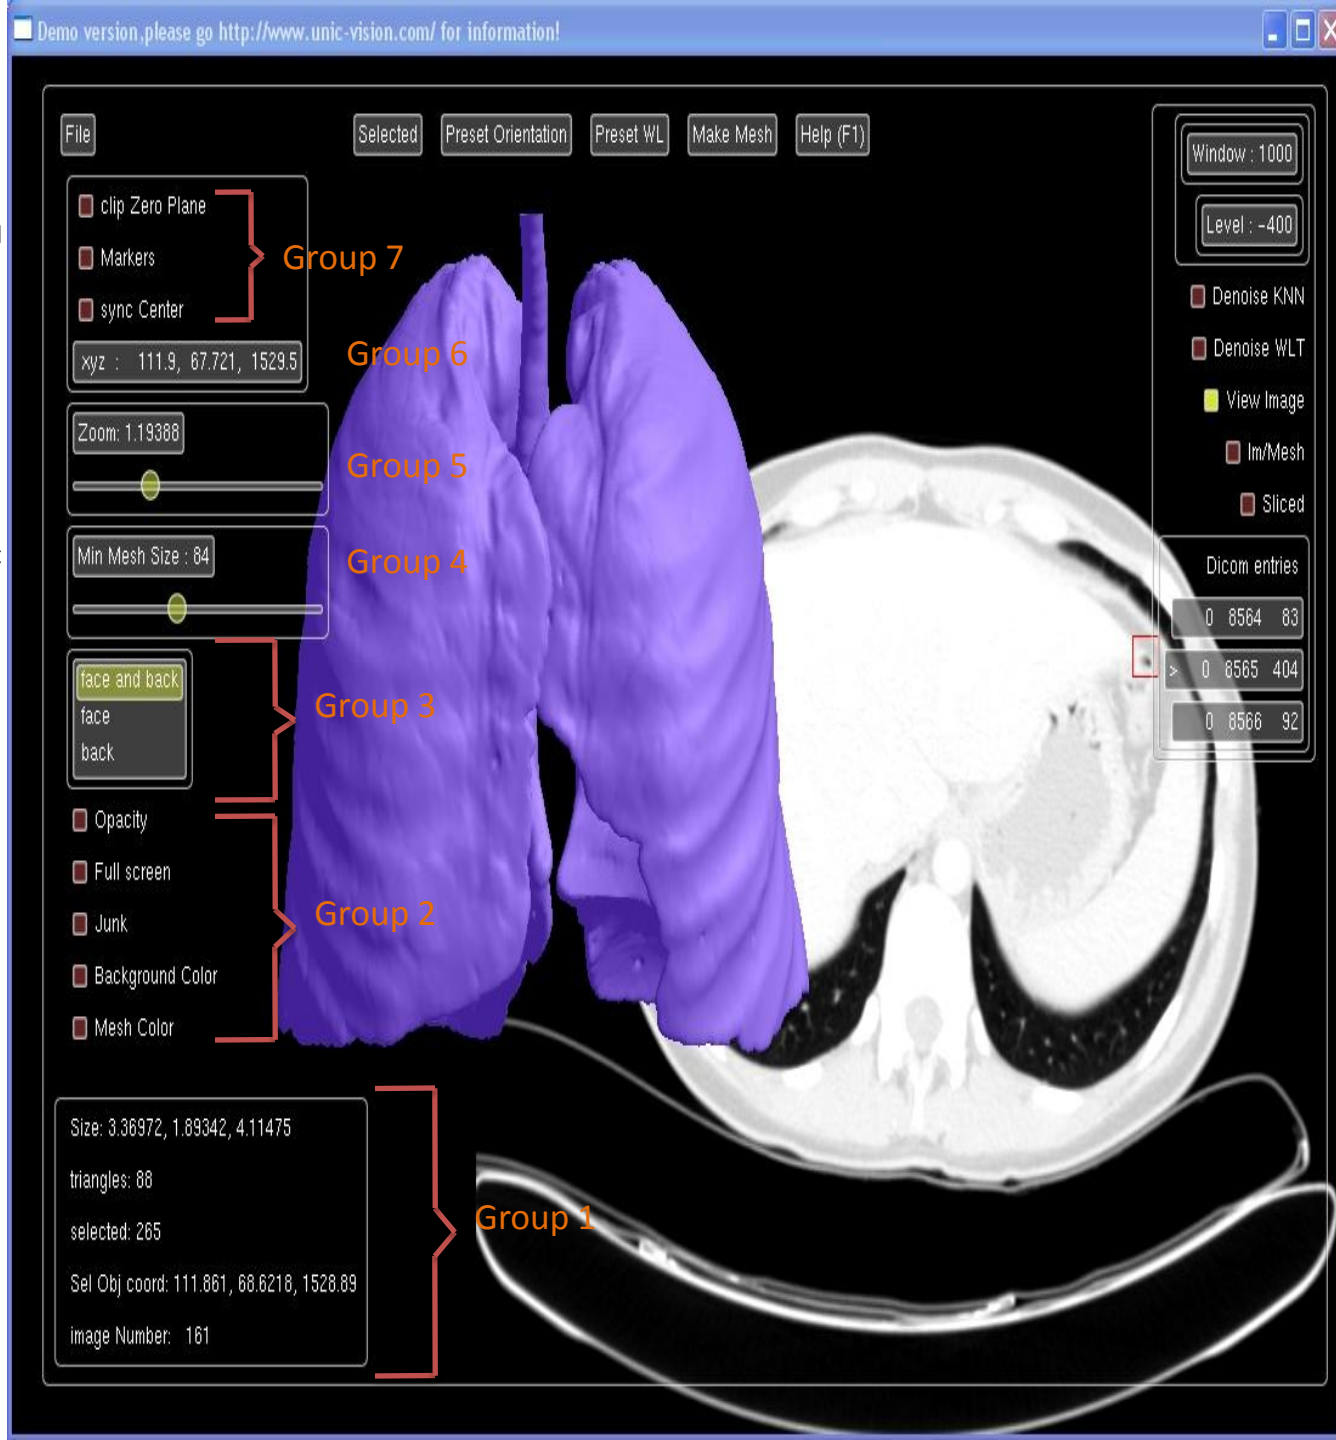 Demo version,please go http://www.unic-vision.com/ for information!
File
Selected
Preset Orientation
Preset WL
Make Mesh
Help (F1)
Window : 1000
Level : -400
clip Zero Plane
Markers
sync Center
Group 7
xyz : 111.9, 67.721, 1529.5
Group 6
Denoise KNN
Denoise WLT
View Image
Im/Mesh
Sliced
Zoom: 1.19388
Group 5
Min Mesh Size : 84
Group 4
Dicom entries
0 8564 83
> 0 8565 404
0 8566 92
face and back
face
back
Group 3
Opacity
Full screen
Junk
Background Color
Mesh Color
Group 2
Size: 3.36972, 1.89342, 4.11475
triangles: 88
selected: 265
Sel Obj coord: 111.861, 68.6218, 1528.89
image Number: 161
Group 1